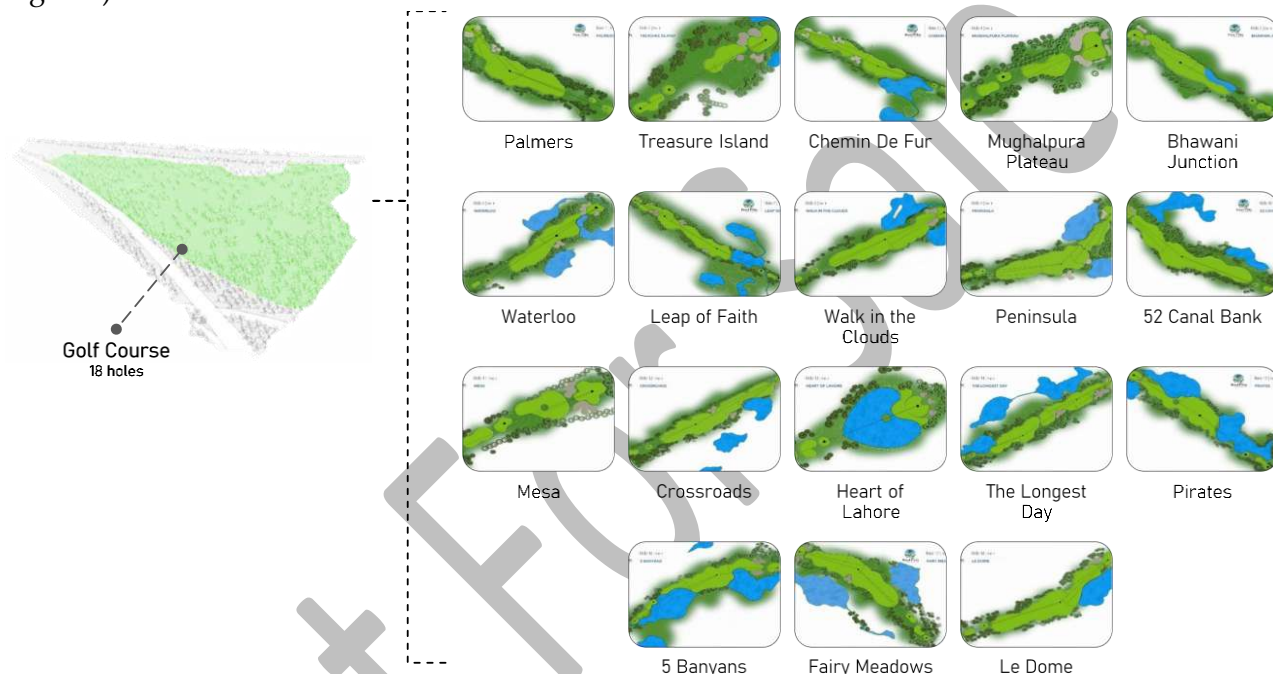 Palmers
Treasure Island
Chemin De Fur
Mughalpura
Plateau
Bhawani
Junction
Golf Course
18 holes
Waterloo
Leap of Faith
Walk in the
Clouds
Peninsula
52 Canal Bank
Mesa
Crossroads
Heart of
Lahore
The Longest
Day
Pirates
5 Banyans
Fairy Meadows
Le Dome